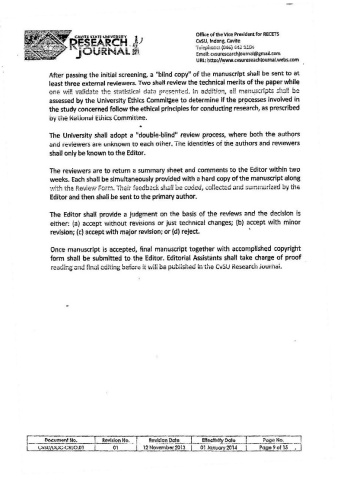 CAVITE STATE UNIVERSITY
RESEARCH
JOURNAL
Office of the Vice President for RECETS
CvSU, Indang, Cavite
Telephone: (046)
Email: cvsuresearchjournal@gmail.com
URL: http://www.cvsuresearchjournal.webs.com
After passing the initial screening, a "blind copy" of the manuscript shall be sent to at
least three external reviewers. Two shall review the technical merits of the paper while
one will validate the statistical data presented. In addition, all manuscripts shall be
assessed by the University Ethics Committee to determine if the processes involved in
the study concerned follow the ethical principles for conducting research, as prescribed
by the National Ethics Committee.
The University shall adopt a "double-blind" review process, where both the authors
and reviewers are unknown to each other. The identities of the authors and reviewers
shall only be known to the Editor.
The reviewers are to return a summary sheet and comments to the Editor within two
weeks. Each shall be simultaneously provided with a hard copy of the manuscript along
with the Review Form. Their feedback shall be coded, collected and summarized by the
Editor and then shall be sent to the primary author.
The Editor shall provide a judgment on the basis of the reviews and the decision is
either: (a) accept without revisions or just technical changes; (b) accept with minor
revision; (c) accept with major revision; or (d) reject.
Once manuscript is accepted, final manuscript together with accomplished copyright
form shall be submitted to the Editor. Editorial Assistants shall take charge of proof
reading and final editing before it will be published in the CvSU Research Journal.
Document No. Revision No. Revision Date Effectivity Date Page No.
01 12 November 2013 01 January 2014 Page 9 of 15